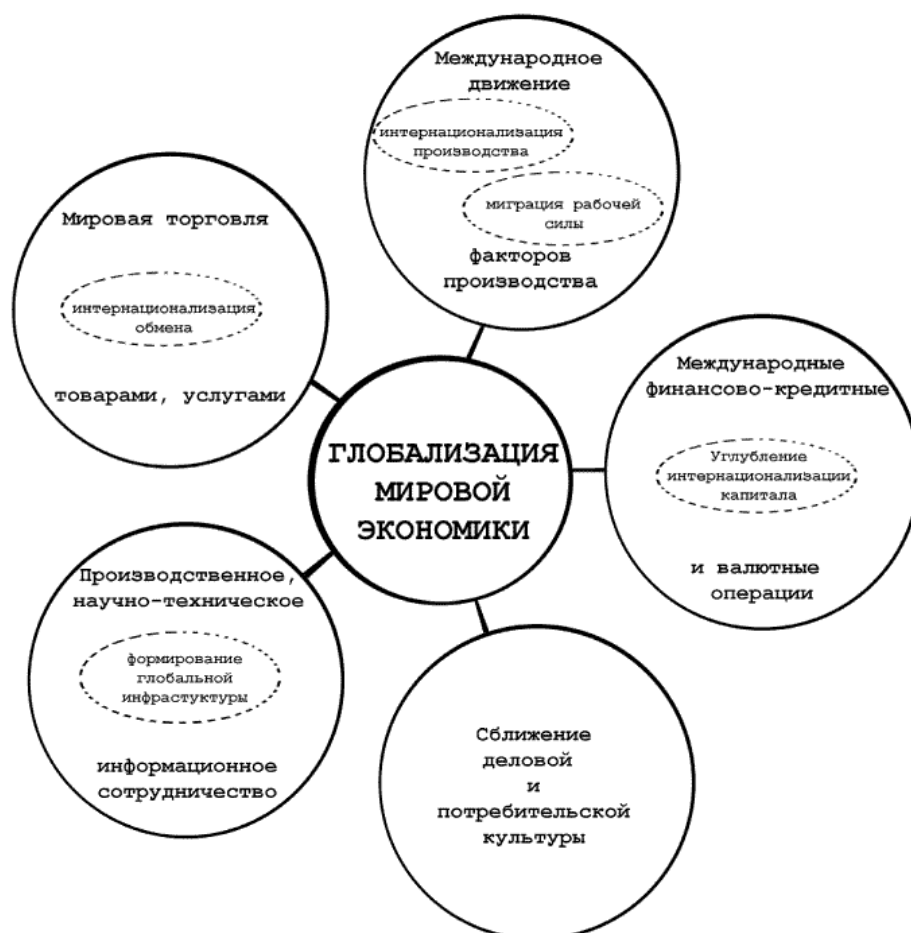 Международное
движение
интернационализация
производства
миграция рабочей
силы
факторов
производства
Мировая торговля
интернационализация
обмена
товарами, услугами
Международные
финансово-кредитные
Углубление
интернационализации
капитала
и валютные
операции
ГЛОБАЛИЗАЦИЯ
МИРОВОЙ
ЭКОНОМИКИ
Производственное,
научно-техническое
формирование
глобальной
инфрастуктуры
информационное
сотрудничество
Сближение
деловой
и
потребительской
культуры